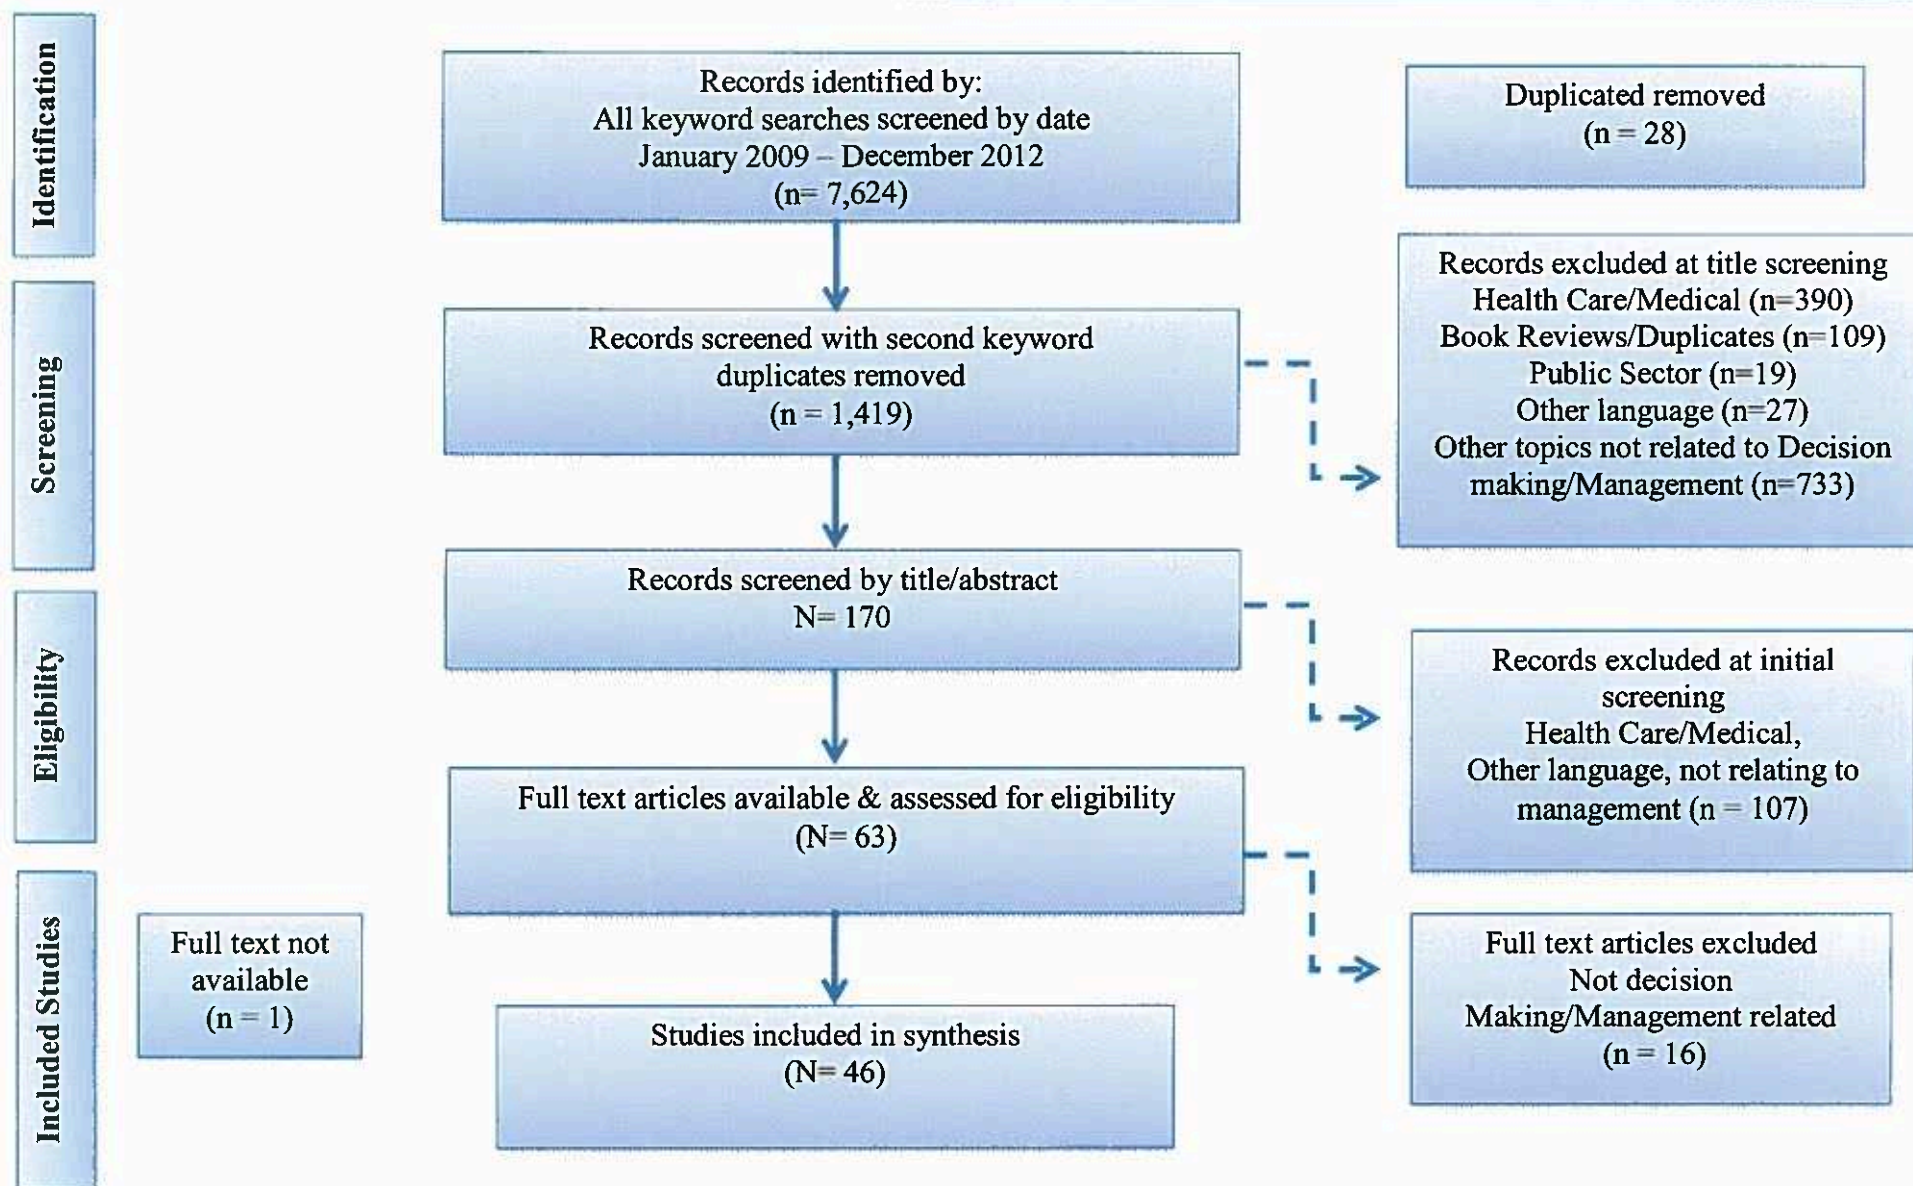 Identification
Records identified by:
All keyword searches screened by date
January 2009 – December 2012
(n= 7,624)
Duplicated removed
(n = 28)
Screening
Records screened with second keyword
duplicates removed
(n = 1,419)
Records excluded at title screening
Health Care/Medical (n=390)
Book Reviews/Duplicates (n=109)
Public Sector (n=19)
Other language (n=27)
Other topics not related to Decision
making/Management (n=733)
Eligibility
Records screened by title/abstract
N= 170
Records excluded at initial
screening
Health Care/Medical,
Other language, not relating to
management (n = 107)
Full text articles available & assessed for eligibility
(N= 63)
Included Studies
Full text not
available
(n = 1)
Studies included in synthesis
(N= 46)
Full text articles excluded
Not decision
Making/Management related
(n = 16)